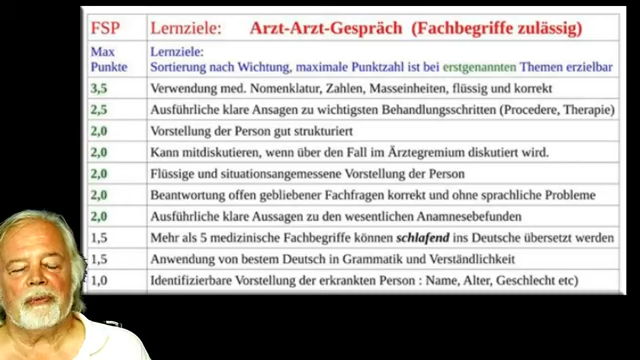 FSP Lernziele: Arzt-Arzt-Gespräch (Fachbegriffe zulässig)
Max Punkte Lernziele:
Sortierung nach Wichtung, maximale Punktzahl ist bei erstgenannten Themen erzielbar
3,5 Verwendung med. Nomenklatur, Zahlen, Masseinheiten, flüssig und korrekt
2,5 Ausführliche klare Ansagen zu wichtigsten Behandlungsschritten (Procedere, Therapie)
2,0 Vorstellung der Person gut strukturiert
2,0 Kann mitdiskutieren, wenn über den Fall im Ärztegremium diskutiert wird.
2,0 Flüssige und situationsangemessene Vorstellung der Person
2,0 Beantwortung offen gebliebener Fachfragen korrekt und ohne sprachliche Probleme
2,0 Ausführliche klare Aussagen zu den wesentlichen Anamnesebefunden
1,5 Mehr als 5 medizinische Fachbegriffe können schlafend ins Deutsche übersetzt werden
1,5 Anwendung von bestem Deutsch in Grammatik und Verständlichkeit
1,0 Identifizierbare Vorstellung der erkrankten Person : Name, Alter, Geschlecht etc)